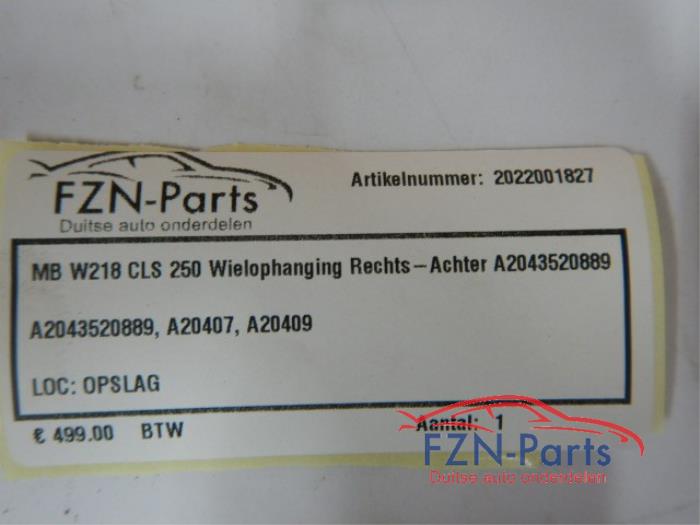 FZN-Parts
Duitse auto onderdelen
Artikelnummer: 2022001827
MB W218 CLS 250 Wielophanging Rechts-Achter A2043520889
A2043520889, A20407, A20409
LOC: OPSLAG
€ 499.00 BTW
Aantal: 1
FZN-Parts
Duitse auto onderdelen